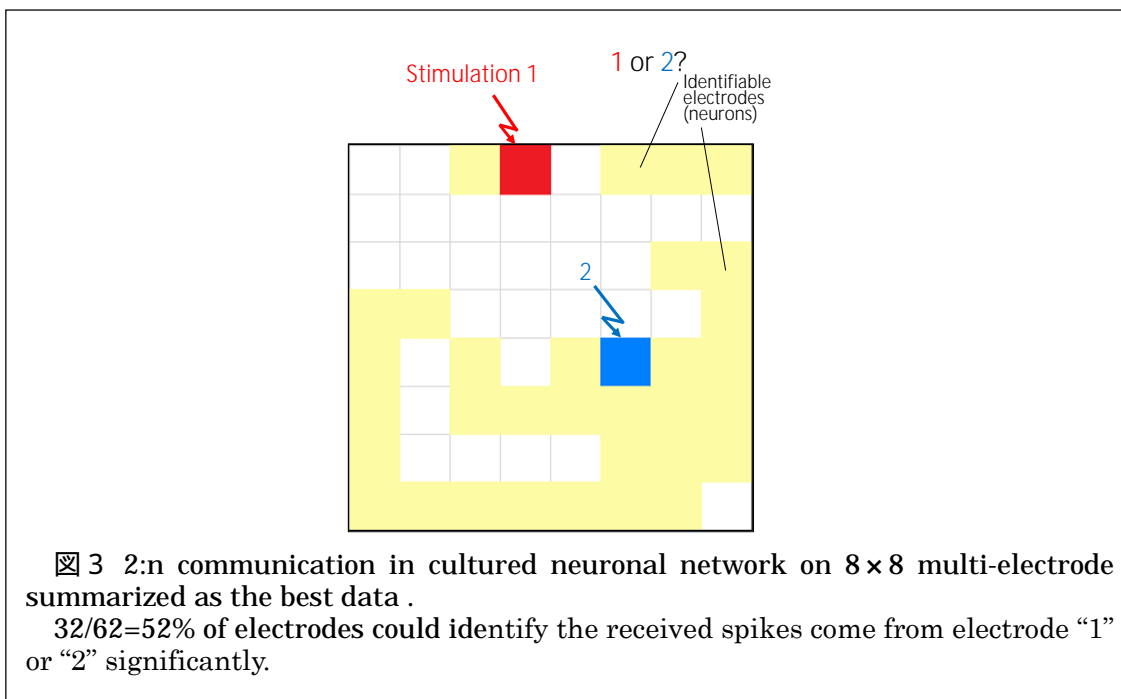 1 or 2?
Stimulation 1
Identifiable
electrodes
(neurons)
2
図 3 2:n communication in cultured neuronal network on 8×8 multi-electrode
summarized as the best data .
32/62=52% of electrodes could identify the received spikes come from electrode “1”
or “2” significantly.